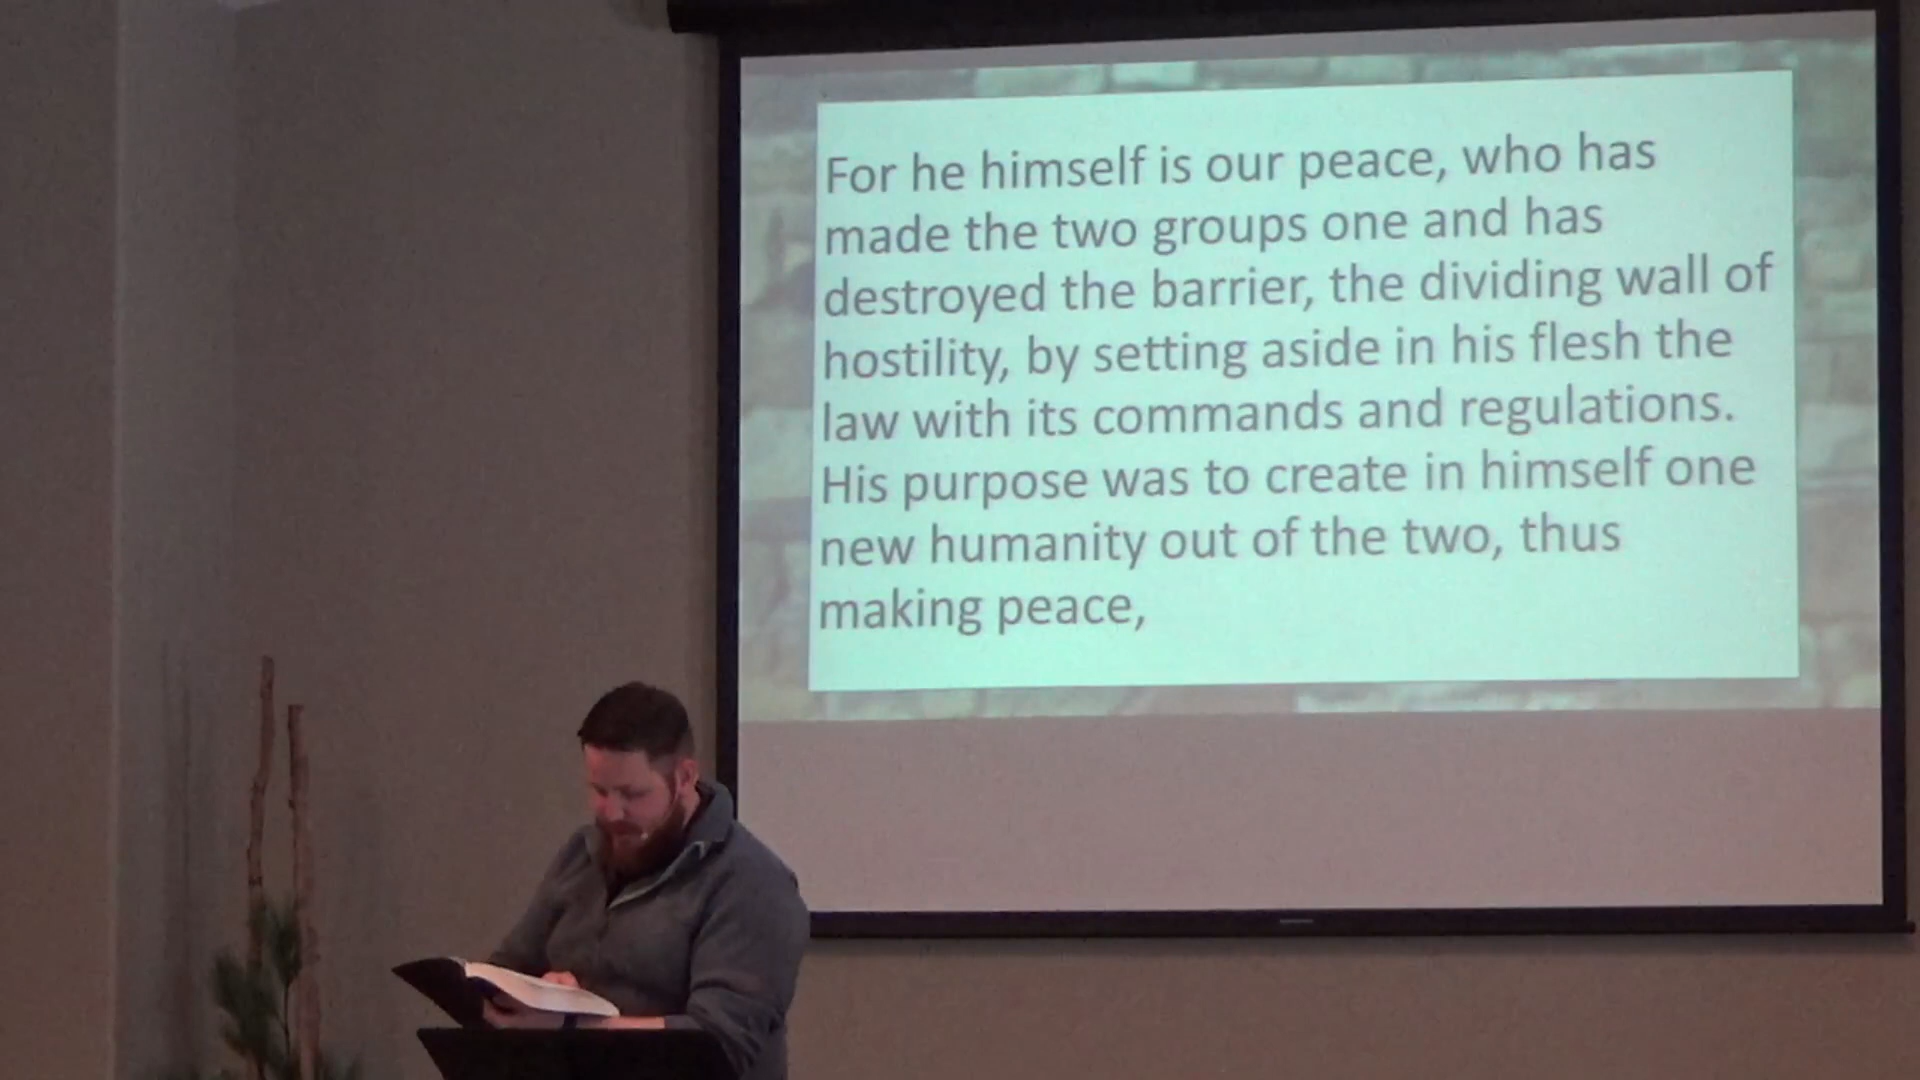 For he himself is our peace, who has
made the two groups one and has
destroyed the barrier, the dividing wall of
hostility, by setting aside in his flesh the
law with its commands and regulations.
His purpose was to create in himself one
new humanity out of the two, thus
making peace,